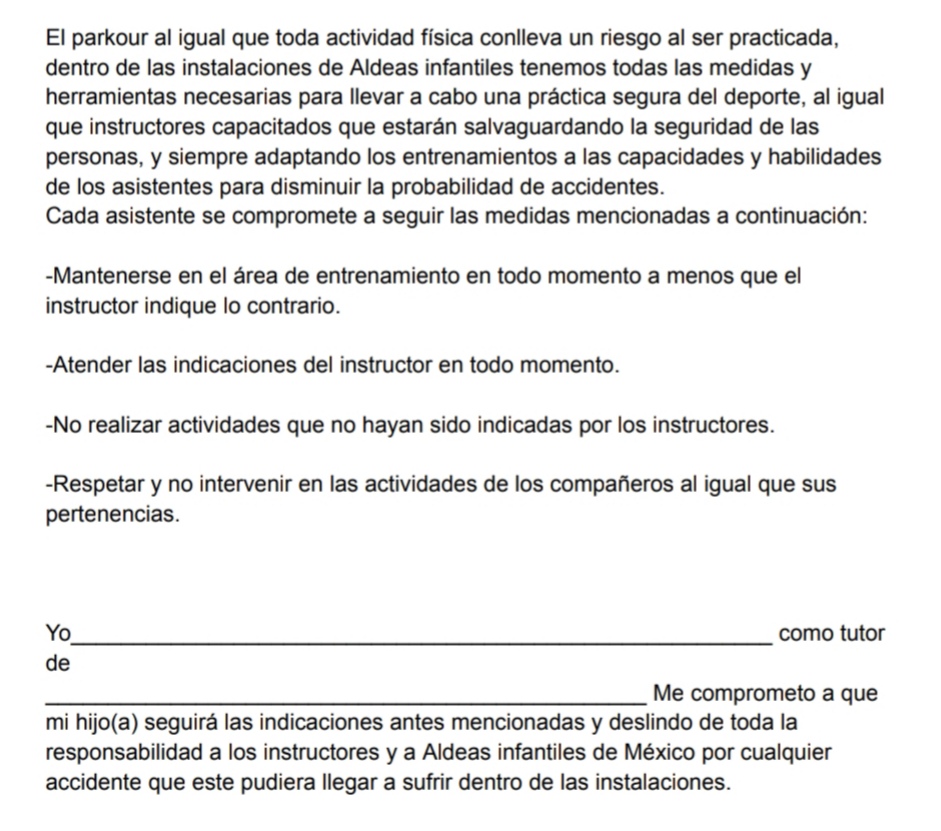 El parkour al igual que toda actividad física conlleva un riesgo al ser practicada,
dentro de las instalaciones de Aldeas infantiles tenemos todas las medidas y
herramientas necesarias para llevar a cabo una práctica segura del deporte, al igual
que instructores capacitados que estarán salvaguardando la seguridad de las
personas, y siempre adaptando los entrenamientos a las capacidades y habilidades
de los asistentes para disminuir la probabilidad de accidentes.
Cada asistente se compromete a seguir las medidas mencionadas a continuación:
-Mantenerse en el área de entrenamiento en todo momento a menos que el
instructor indique lo contrario.
-Atender las indicaciones del instructor en todo momento.
-No realizar actividades que no hayan sido indicadas por los instructores.
-Respetar y no intervenir en las actividades de los compañeros al igual que sus
pertenencias.
Yo__________________________________________________________ como tutor
de
__________________________________________________ Me comprometo a que
mi hijo(a) seguirá las indicaciones antes mencionadas y deslindo de toda la
responsabilidad a los instructores y a Aldeas infantiles de México por cualquier
accidente que este pudiera llegar a sufrir dentro de las instalaciones.